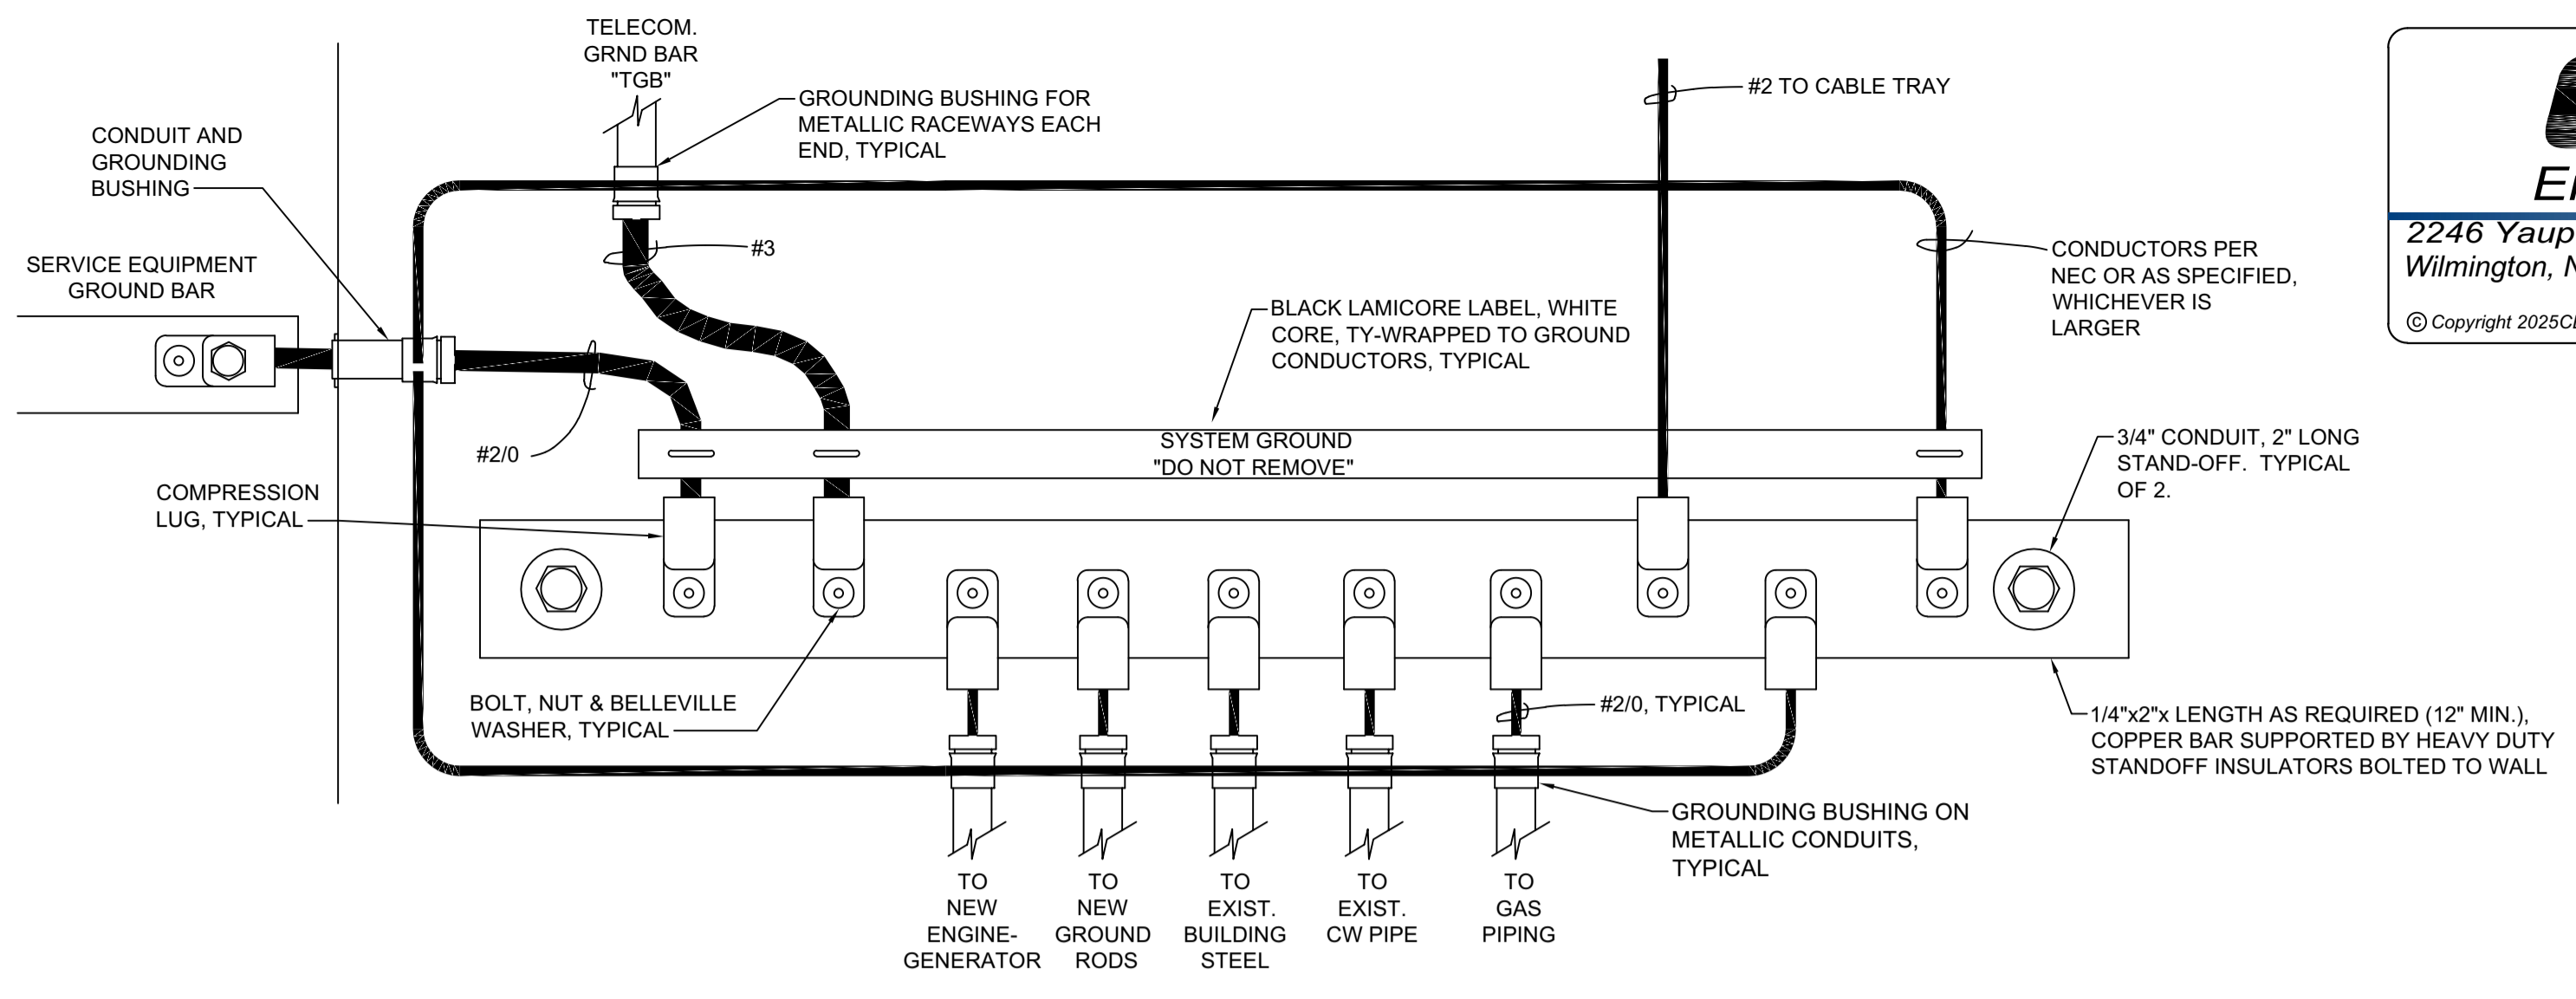 TELECOM.
GRND BAR
"TGB"
GROUNDING BUSHING FOR
METALLIC RACEWAYS EACH
END, TYPICAL
#2 TO CABLE TRAY
CONDUIT AND
GROUNDING
BUSHING
SERVICE EQUIPMENT
GROUND BAR
#3
CONDUCTORS PER
NEC OR AS SPECIFIED,
WHICHEVER IS
LARGER
2246 Yaup
Wilmington, N
© Copyright 2025
BLACK LAMICORE LABEL, WHITE
CORE, TY-WRAPPED TO GROUND
CONDUCTORS, TYPICAL
#2/0
SYSTEM GROUND
"DO NOT REMOVE"
3/4" CONDUIT, 2" LONG
STAND-OFF. TYPICAL
OF 2.
COMPRESSION
LUG, TYPICAL
BOLT, NUT & BELLEVILLE
WASHER, TYPICAL
#2/0, TYPICAL
1/4"x2"x LENGTH AS REQUIRED (12" MIN.),
COPPER BAR SUPPORTED BY HEAVY DUTY
STANDOFF INSULATORS BOLTED TO WALL
GROUNDING BUSHING ON
METALLIC CONDUITS,
TYPICAL
TO
NEW
ENGINE-
GENERATOR
TO
NEW
GROUND
RODS
TO
EXIST.
BUILDING
STEEL
TO
EXIST.
CW PIPE
TO
GAS
PIPING